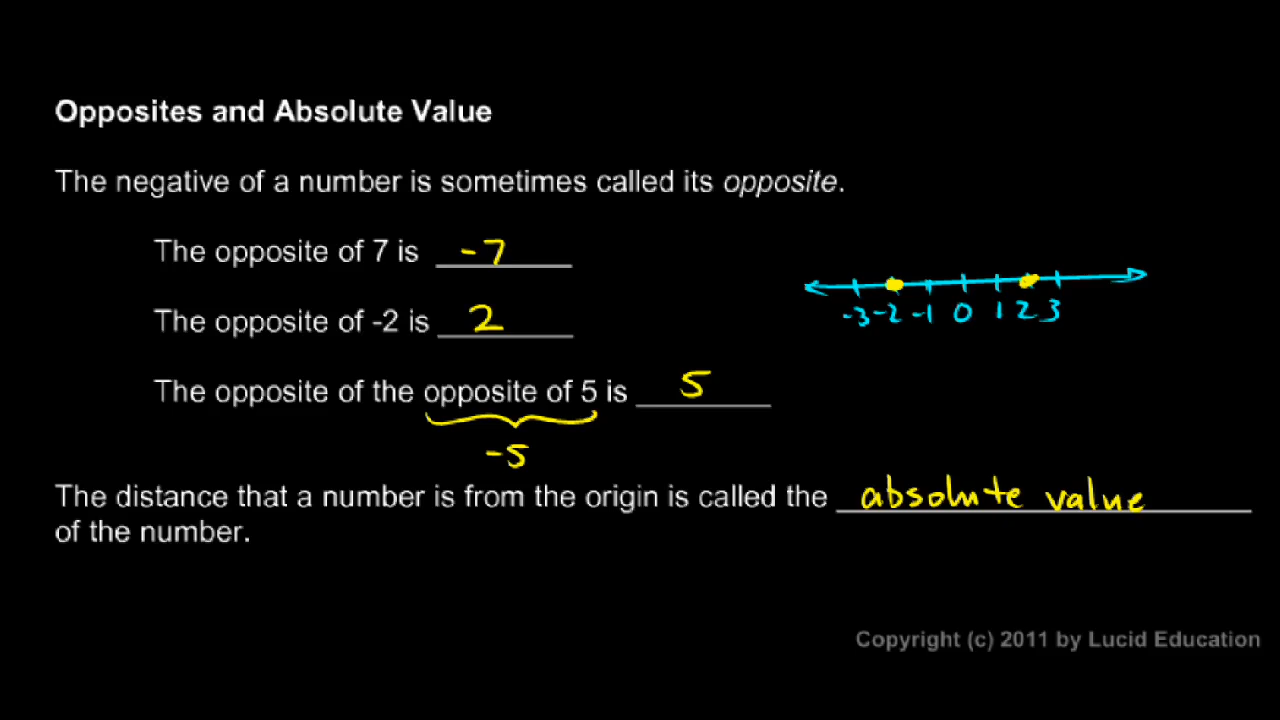 Opposites and Absolute Value
The negative of a number is sometimes called its opposite.
The opposite of 7 is -7
The opposite of -2 is 2
-3 -2 -1 0 1 2 3
The opposite of the opposite of 5 is 5
-5
The distance that a number is from the origin is called the absolute value
of the number.
Copyright (c) 2011 by Lucid Education